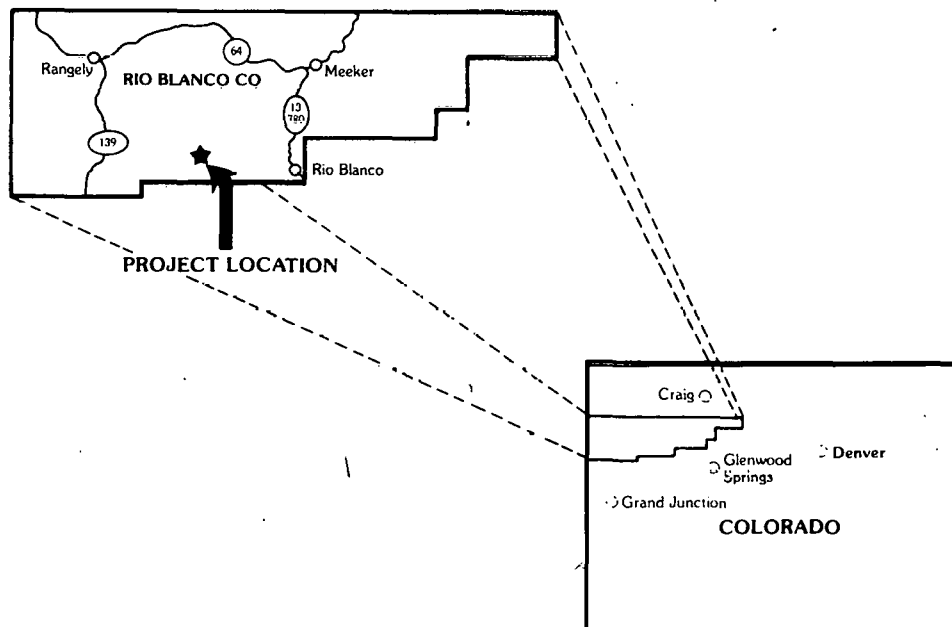 64
Rangely
RIO BLANCO CO
Meeker
13
789
139
Rio Blanco
PROJECT LOCATION
Craig
Denver
Glenwood
Springs
Grand Junction
COLORADO